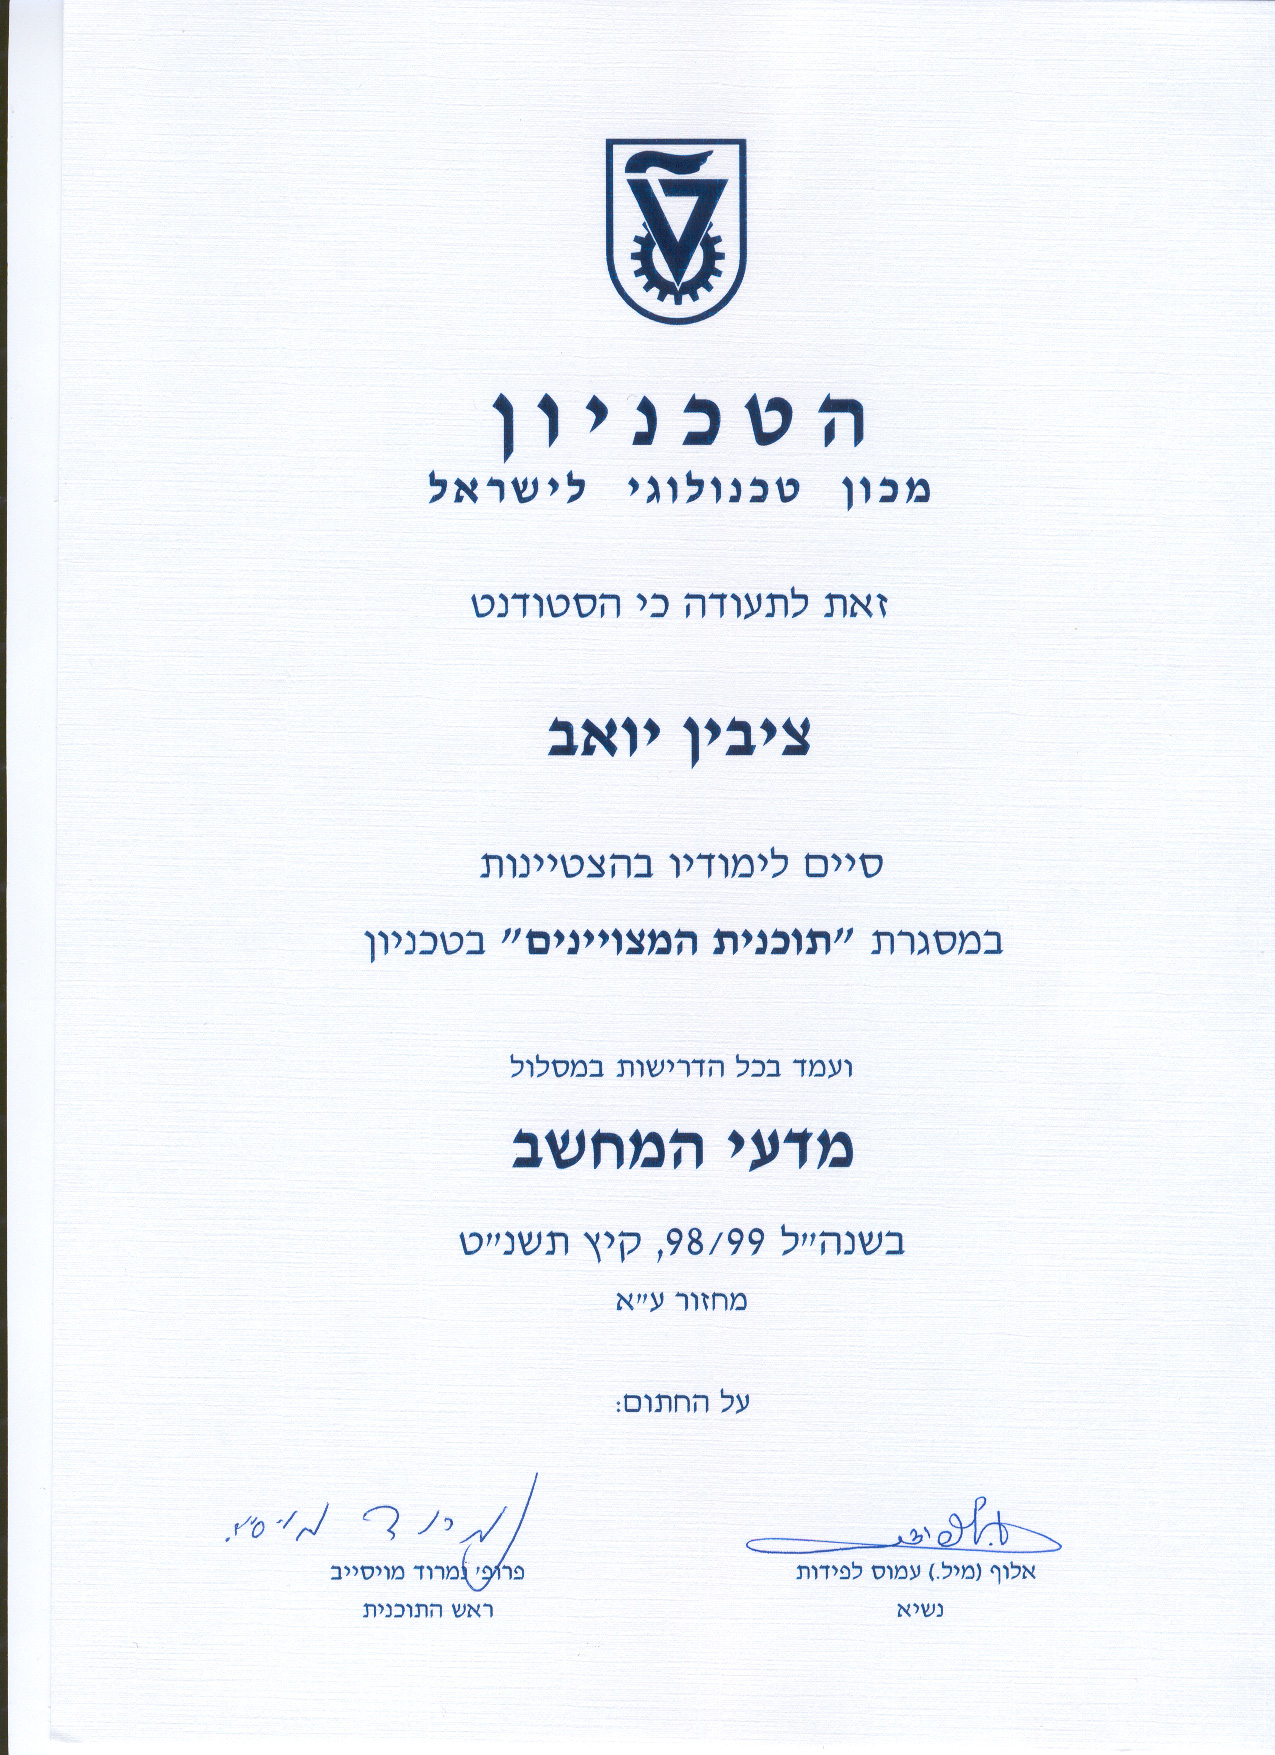 הטכניון
מכון טכנולוגי לישראל
זאת לתעודה כי הסטודנט
ציבין יואב
סיים לימודיו בהצטיינות
במסגרת "תוכנית המצויינים" בטכניון
ועמד בכל הדרישות במסלול
מדעי המחשב
בשנה"ל 98/99, קיץ תשנ"ט
מחזור ע"א
על החתום:
אלוף (מיל.) עמוס לפידות
נשיא
פרופ' נמרוד מויסייב
ראש התוכנית